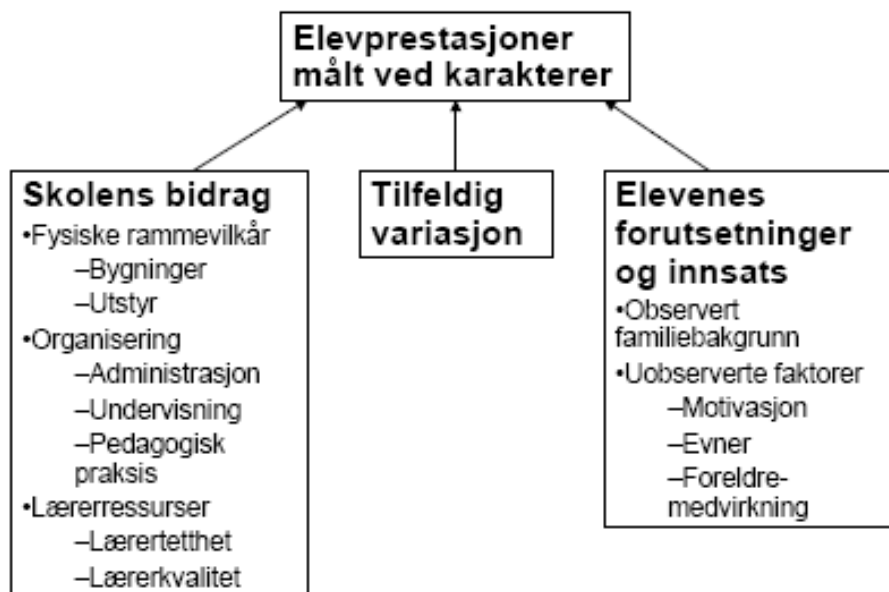 Elevprestasjoner
målt ved karakterer
Skolens bidrag
•Fysiske rammevilkår
–Bygninger
–Utstyr
•Organisering
–Administrasjon
–Undervisning
–Pedagogisk
praksis
•Lærerressurser
–Lærertetthet
–Lærerkvalitet
Tilfeldig
variasjon
Elevenes
forutsetninger
og innsats
•Observert
familiebakgrunn
•Uobserverte faktorer
–Motivasjon
–Evner
–Foreldre-
medvirkning